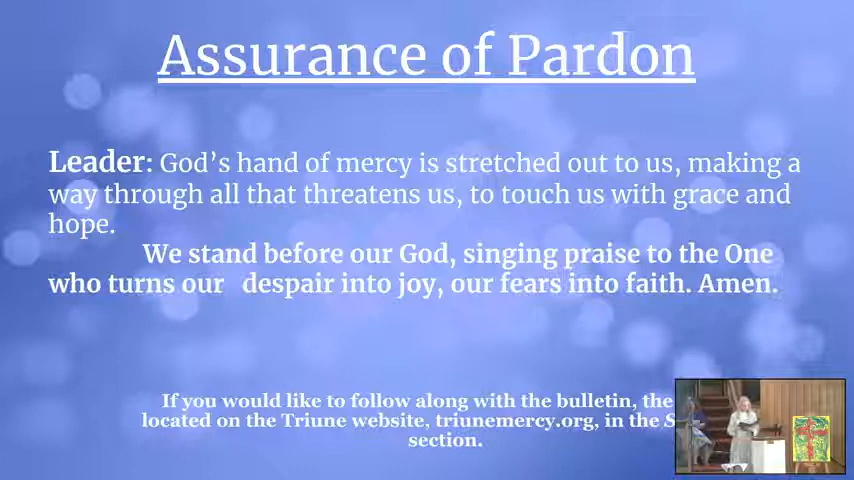 Assurance of Pardon
Leader: God’s hand of mercy is stretched out to us, making a
way through all that threatens us, to touch us with grace and
hope.
We stand before our God, singing praise to the One
who turns our despair into joy, our fears into faith. Amen.
If you would like to follow along with the bulletin, the
located on the Triune website, triunemercy.org, in the
section.